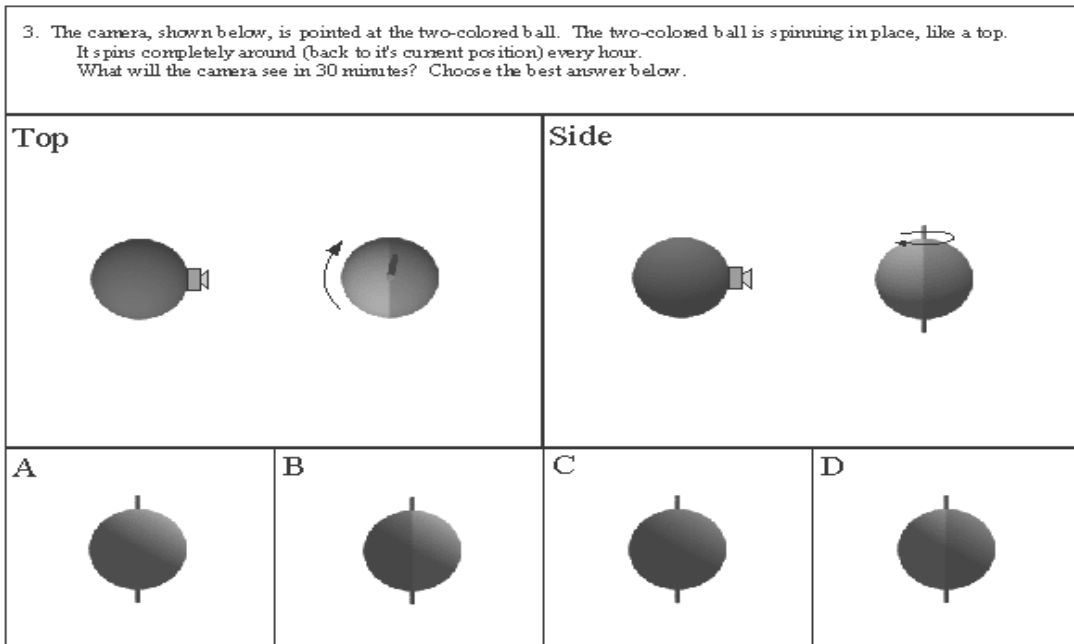 3. The camera, shown below, is pointed at the two-colored ball. The two-colored ball is spinning in place, like a top.
It spins completely around (back to it's current position) every hour.
What will the camera see in 30 minutes? Choose the best answer below.
Top
Side
A
B
C
D